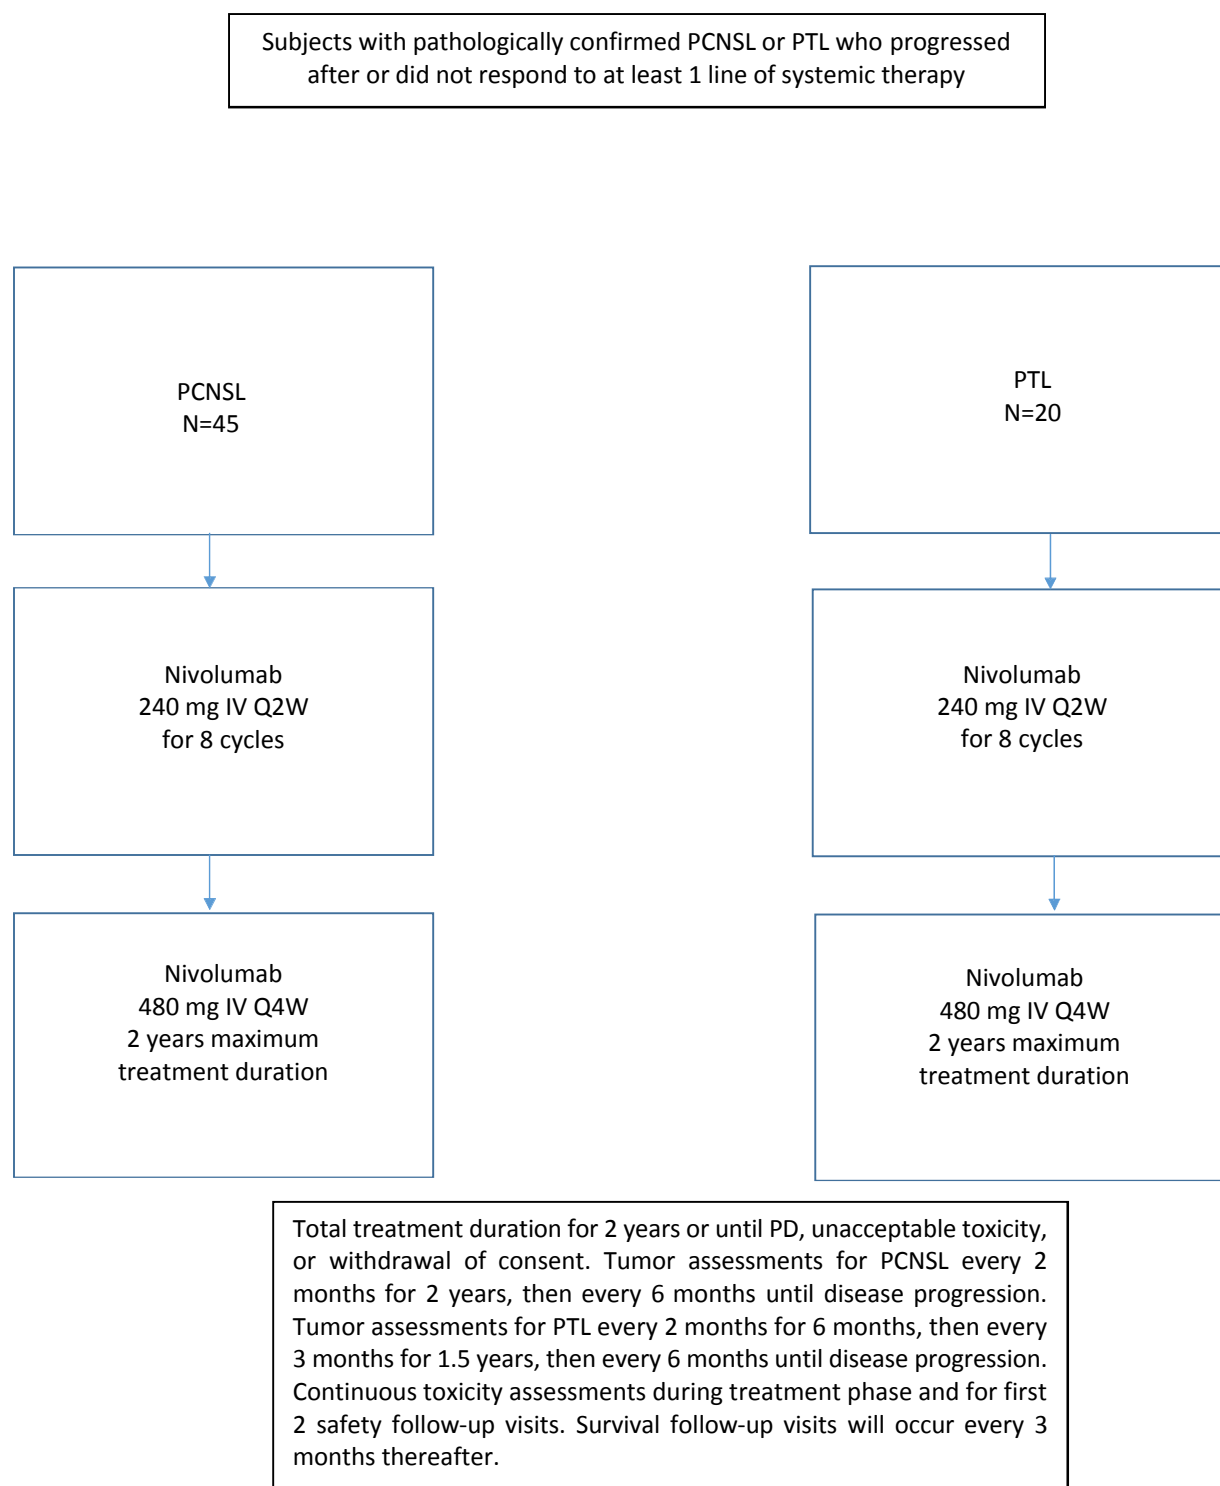 Subjects with pathologically confirmed PCNSL or PTL who progressed
after or did not respond to at least 1 line of systemic therapy
PCNSL
N=45
PTL
N=20
Nivolumab
240 mg IV Q2W
for 8 cycles
Nivolumab
240 mg IV Q2W
for 8 cycles
Nivolumab
480 mg IV Q4W
2 years maximum
treatment duration
Nivolumab
480 mg IV Q4W
2 years maximum
treatment duration
Total treatment duration for 2 years or until PD, unacceptable toxicity,
or withdrawal of consent. Tumor assessments for PCNSL every 2
months for 2 years, then every 6 months until disease progression.
Tumor assessments for PTL every 2 months for 6 months, then every
3 months for 1.5 years, then every 6 months until disease progression.
Continuous toxicity assessments during treatment phase and for first
2 safety follow-up visits. Survival follow-up visits will occur every 3
months thereafter.